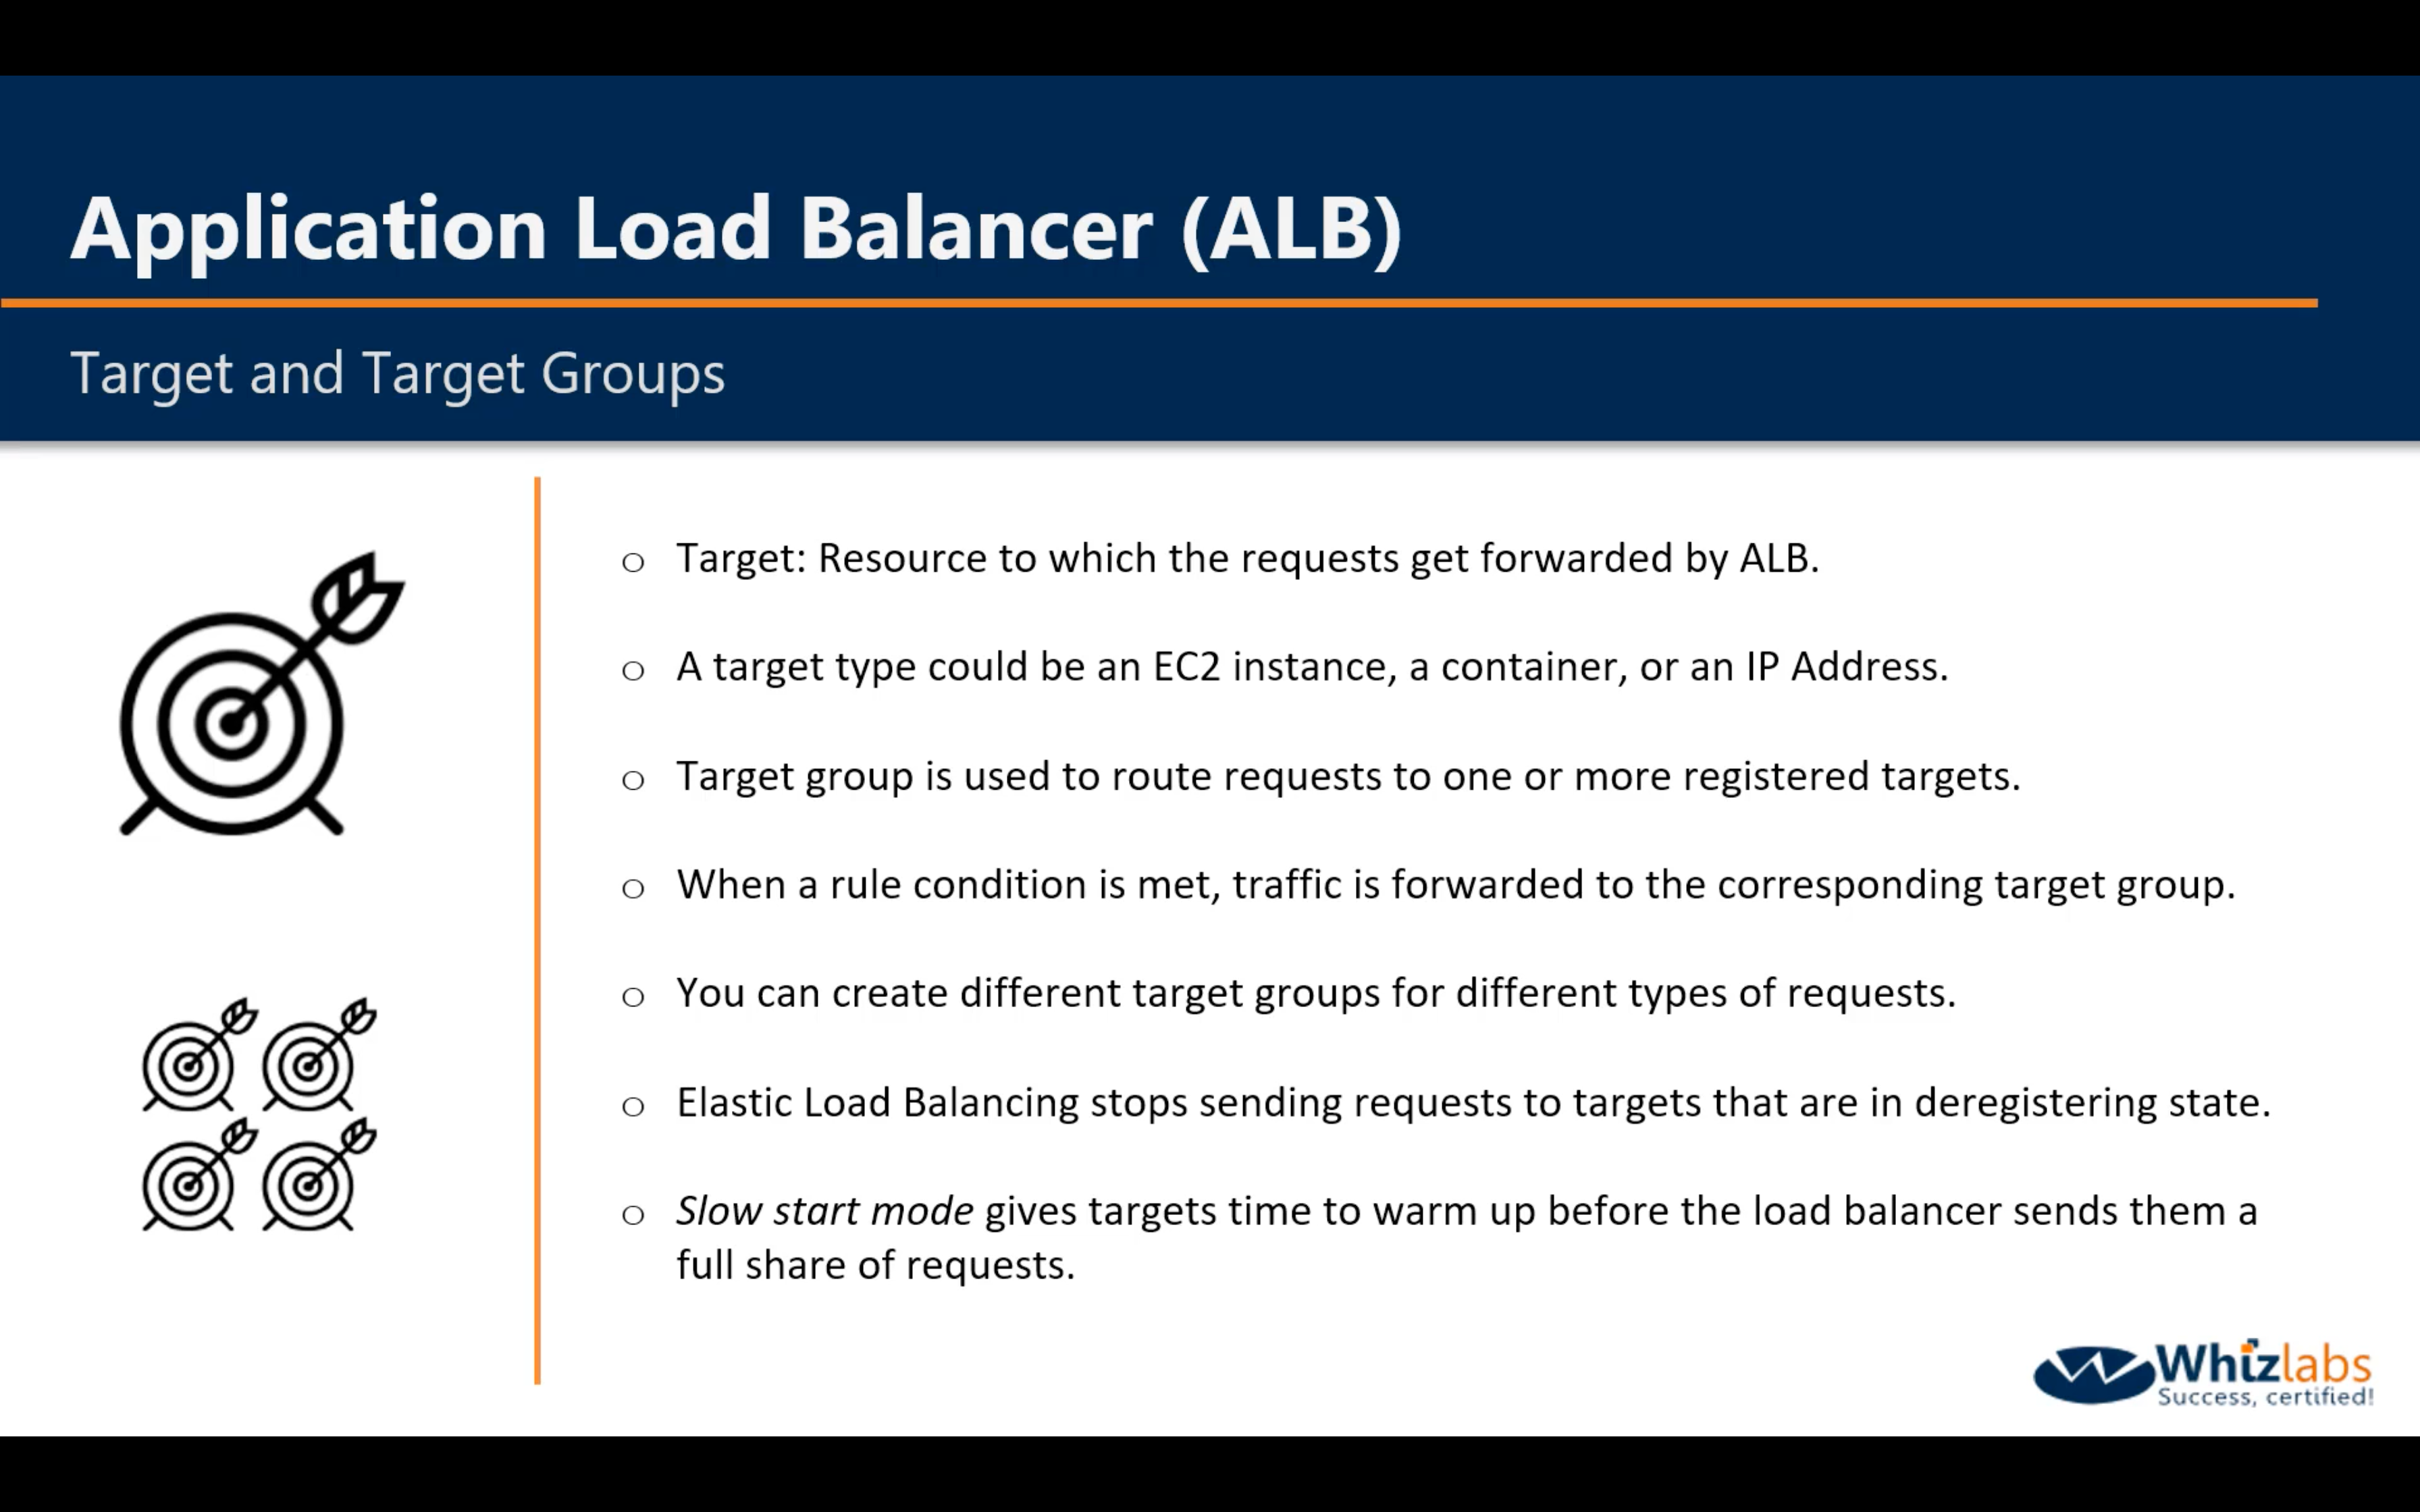 Application Load Balancer (ALB)
Target and Target Groups
o Target: Resource to which the requests get forwarded by ALB.
o A target type could be an EC2 instance, a container, or an IP Address.
o Target group is used to route requests to one or more registered targets.
o When a rule condition is met, traffic is forwarded to the corresponding target group.
o You can create different target groups for different types of requests.
o Elastic Load Balancing stops sending requests to targets that are in deregistering state.
o Slow start mode gives targets time to warm up before the load balancer sends them a
full share of requests.
Whizlabs
Success, certified!